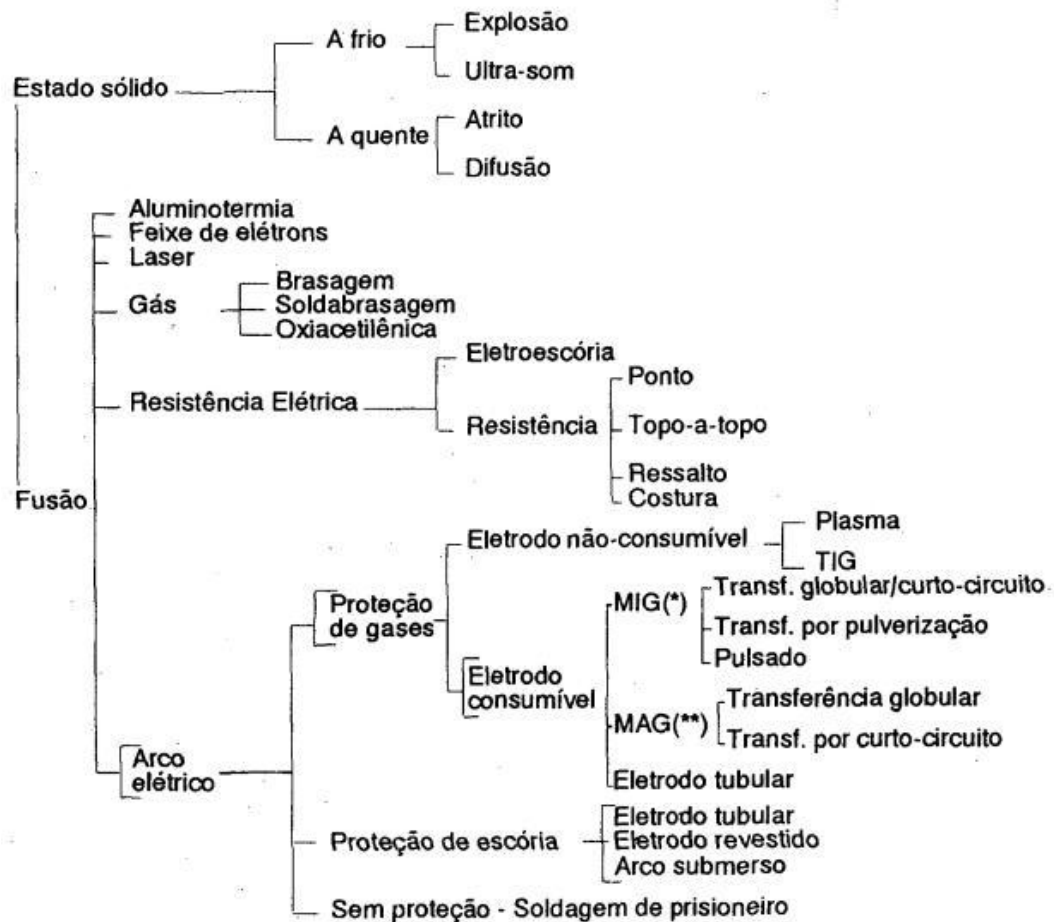 Explosão
A frio
Ultra-som
Estado sólido
Atrito
A quente
Difusão
Aluminotermia
Feixe de elétrons
Laser
Gás
Brasagem
Soldabrasagem
Oxiacetilênica
Eletroescória
Resistência Elétrica
Ponto
Resistência
Topo-a-topo
Ressalto
Costura
Fusão
Eletrodo não-consumível
Plasma
TIG
Proteção
de gases
MIG(*)
Transf. globular/curto-circuito
Transf. por pulverização
Pulsado
Eletrodo
consumível
MAG(**)
Transferência globular
Transf. por curto-circuito
Eletrodo tubular
Arco
elétrico
Proteção de escória
Eletrodo tubular
Eletrodo revestido
Arco submerso
Sem proteção - Soldagem de prisioneiro